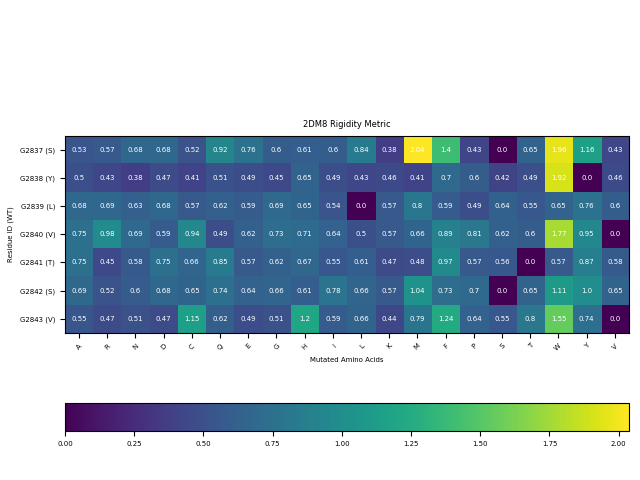 2DM8 Rigidity Metric
Residue ID (WT)
G2837 (S) 0.53 0.57 0.68 0.68 0.52 0.92 0.76 0.6 0.61 0.6 0.84 0.38 2.04 1.4 0.43 0.0 0.65 1.96 1.16 0.43
G2838 (Y) 0.5 0.43 0.38 0.47 0.41 0.51 0.49 0.45 0.65 0.49 0.43 0.46 0.41 0.7 0.6 0.42 0.49 1.92 0.0 0.46
G2839 (L) 0.68 0.69 0.63 0.68 0.57 0.62 0.59 0.69 0.65 0.54 0.0 0.57 0.8 0.59 0.49 0.64 0.55 0.65 0.76 0.6
G2840 (V) 0.75 0.98 0.69 0.59 0.94 0.49 0.62 0.73 0.71 0.64 0.5 0.57 0.66 0.89 0.81 0.62 0.6 1.77 0.95 0.0
G2841 (T) 0.75 0.45 0.58 0.75 0.66 0.85 0.57 0.62 0.67 0.55 0.61 0.47 0.48 0.97 0.57 0.56 0.0 0.57 0.87 0.58
G2842 (S) 0.69 0.52 0.6 0.68 0.65 0.74 0.64 0.66 0.61 0.78 0.66 0.57 1.04 0.73 0.7 0.0 0.65 1.11 1.0 0.65
G2843 (V) 0.55 0.47 0.51 0.47 1.15 0.62 0.49 0.51 1.2 0.59 0.66 0.44 0.79 1.24 0.64 0.55 0.8 1.55 0.74 0.0
A R N D C Q E G H I L K M F P S T W Y V
Mutated Amino Acids
0.00 0.25 0.50 0.75 1.00 1.25 1.50 1.75 2.00